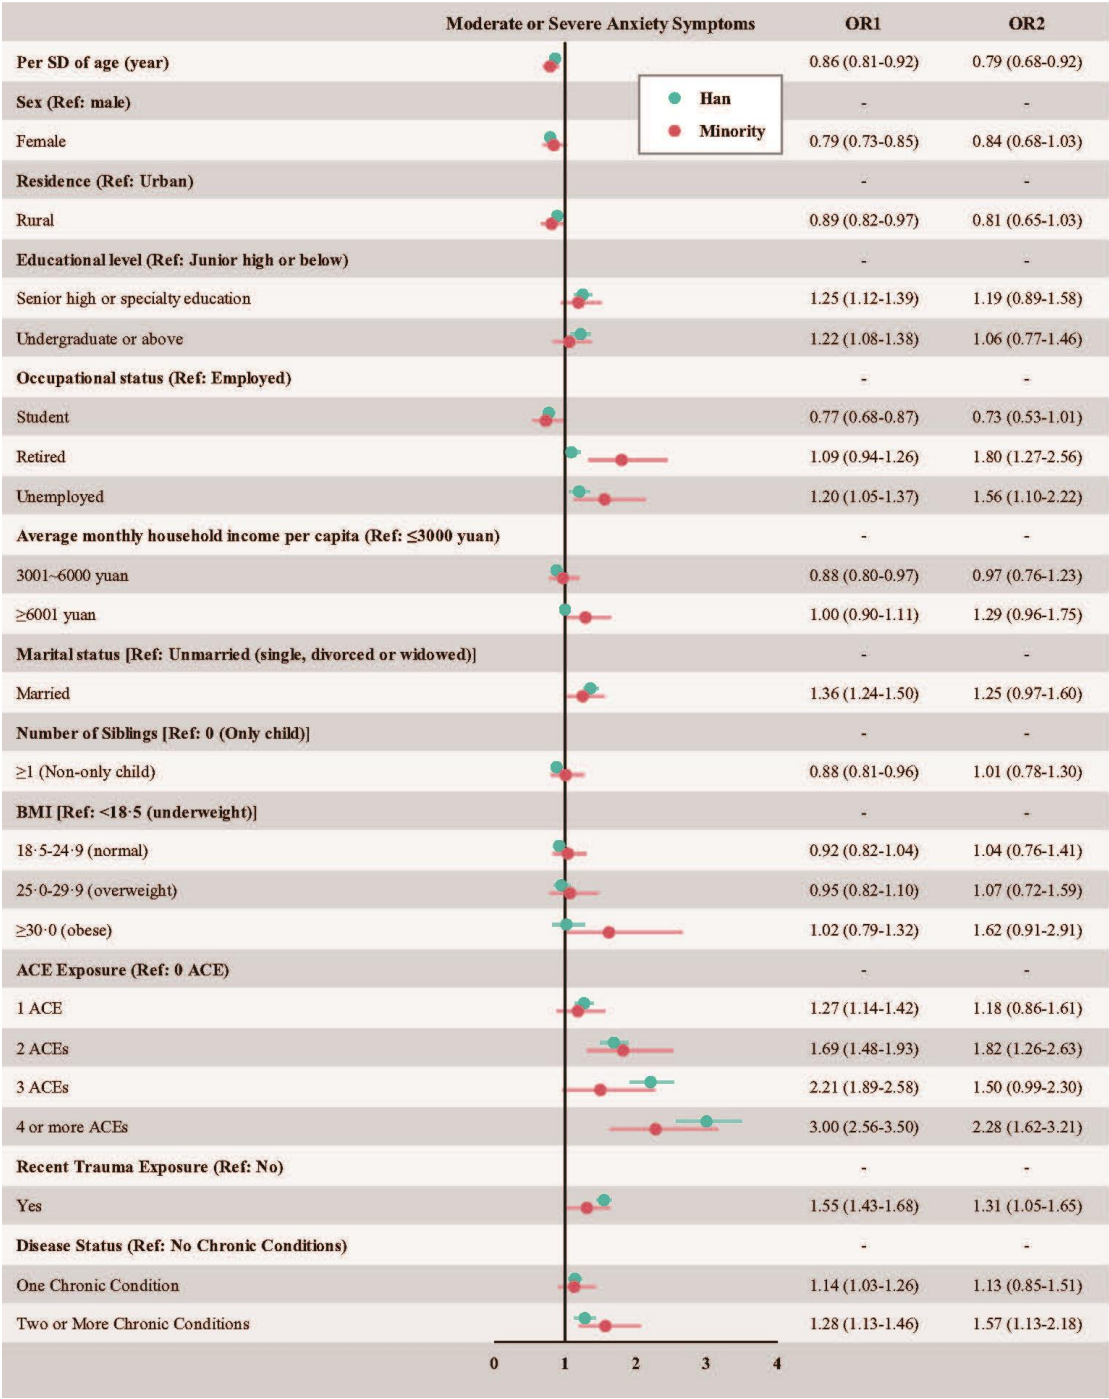 Moderate or Severe Anxiety Symptoms OR1 OR2
Per SD of age (year) 0.86 (0.81-0.92) 0.79 (0.68-0.92)
Sex (Ref: male) - -
Han
Minority
Female 0.79 (0.73-0.85) 0.84 (0.68-1.03)
Residence (Ref: Urban) - -
Rural 0.89 (0.82-0.97) 0.81 (0.65-1.03)
Educational level (Ref: Junior high or below) - -
Senior high or specialty education 1.25 (1.12-1.39) 1.19 (0.89-1.58)
Undergraduate or above 1.22 (1.08-1.38) 1.06 (0.77-1.46)
Occupational status (Ref: Employed) - -
Student 0.77 (0.68-0.87) 0.73 (0.53-1.01)
Retired 1.09 (0.94-1.26) 1.80 (1.27-2.56)
Unemployed 1.20 (1.05-1.37) 1.56 (1.10-2.22)
Average monthly household income per capita (Ref: ≤3000 yuan) - -
3001~6000 yuan 0.88 (0.80-0.97) 0.97 (0.76-1.23)
≥6001 yuan 1.00 (0.90-1.11) 1.29 (0.96-1.75)
Marital status [Ref: Unmarried (single, divorced or widowed)] - -
Married 1.36 (1.24-1.50) 1.25 (0.97-1.60)
Number of Siblings [Ref: 0 (Only child)] - -
≥1 (Non-only child) 0.88 (0.81-0.96) 1.01 (0.78-1.30)
BMI [Ref: <18·5 (underweight)] - -
18·5-24·9 (normal) 0.92 (0.82-1.04) 1.04 (0.76-1.41)
25·0-29·9 (overweight) 0.95 (0.82-1.10) 1.07 (0.72-1.59)
≥30·0 (obese) 1.02 (0.79-1.32) 1.62 (0.91-2.91)
ACE Exposure (Ref: 0 ACE) - -
1 ACE 1.27 (1.14-1.42) 1.18 (0.86-1.61)
2 ACEs 1.69 (1.48-1.93) 1.82 (1.26-2.63)
3 ACEs 2.21 (1.89-2.58) 1.50 (0.99-2.30)
4 or more ACEs 3.00 (2.56-3.50) 2.28 (1.62-3.21)
Recent Trauma Exposure (Ref: No) - -
Yes 1.55 (1.43-1.68) 1.31 (1.05-1.65)
Disease Status (Ref: No Chronic Conditions) - -
One Chronic Condition 1.14 (1.03-1.26) 1.13 (0.85-1.51)
Two or More Chronic Conditions 1.28 (1.13-1.46) 1.57 (1.13-2.18)
0 1 2 3 4